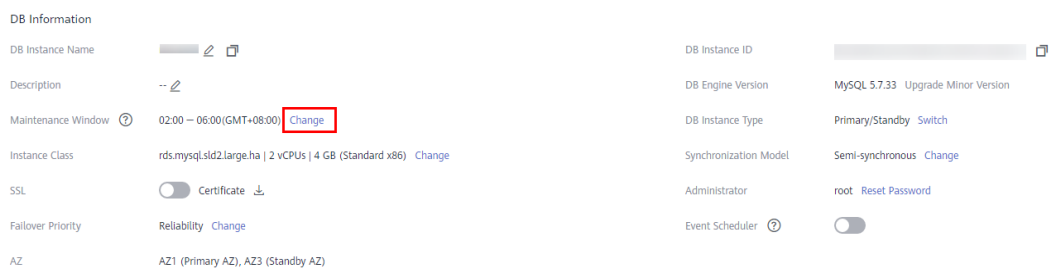 DB Information
DB Instance Name
DB Instance ID
Description -- 
DB Engine Version MySQL 5.7.33 Upgrade Minor Version
Maintenance Window 02:00 — 06:00(GMT+08:00) Change
DB Instance Type Primary/Standby Switch
Instance Class rds.mysql.sld2.large.ha | 2 vCPUs | 4 GB (Standard x86) Change
Synchronization Model Semi-synchronous Change
SSL Certificate
Administrator root Reset Password
Failover Priority Reliability Change
Event Scheduler
AZ AZ1 (Primary AZ), AZ3 (Standby AZ)